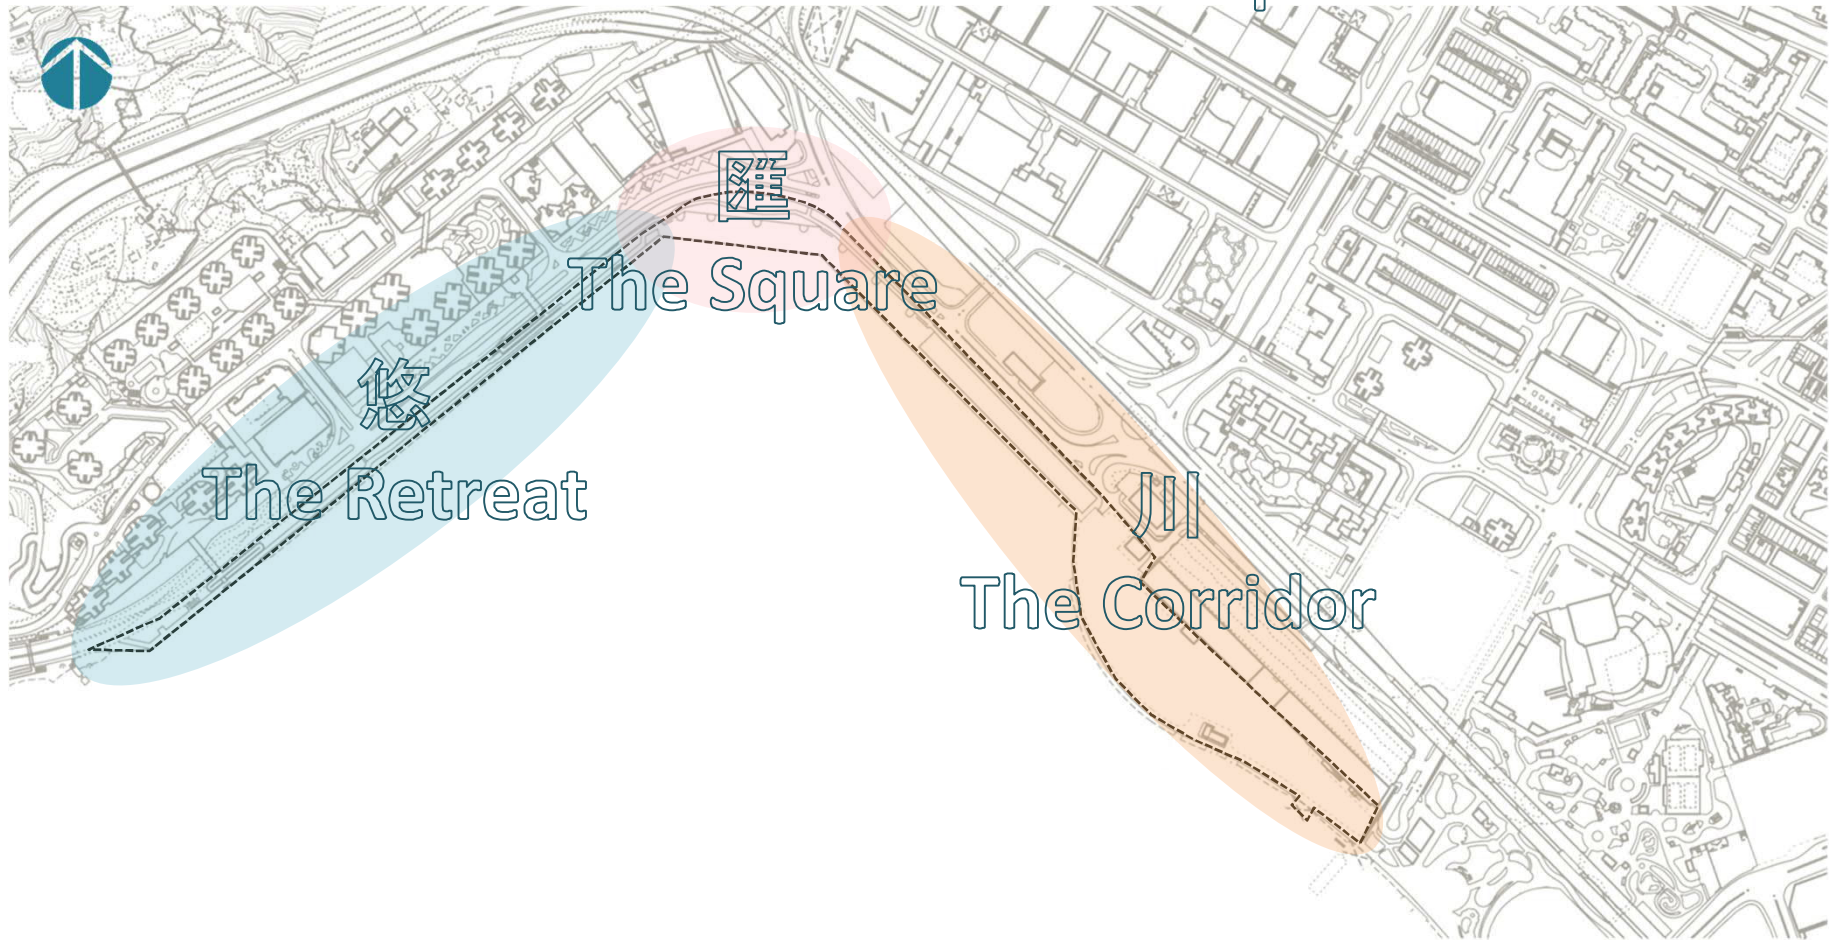 匯
The Square
悠
The Retreat
川
The Corridor